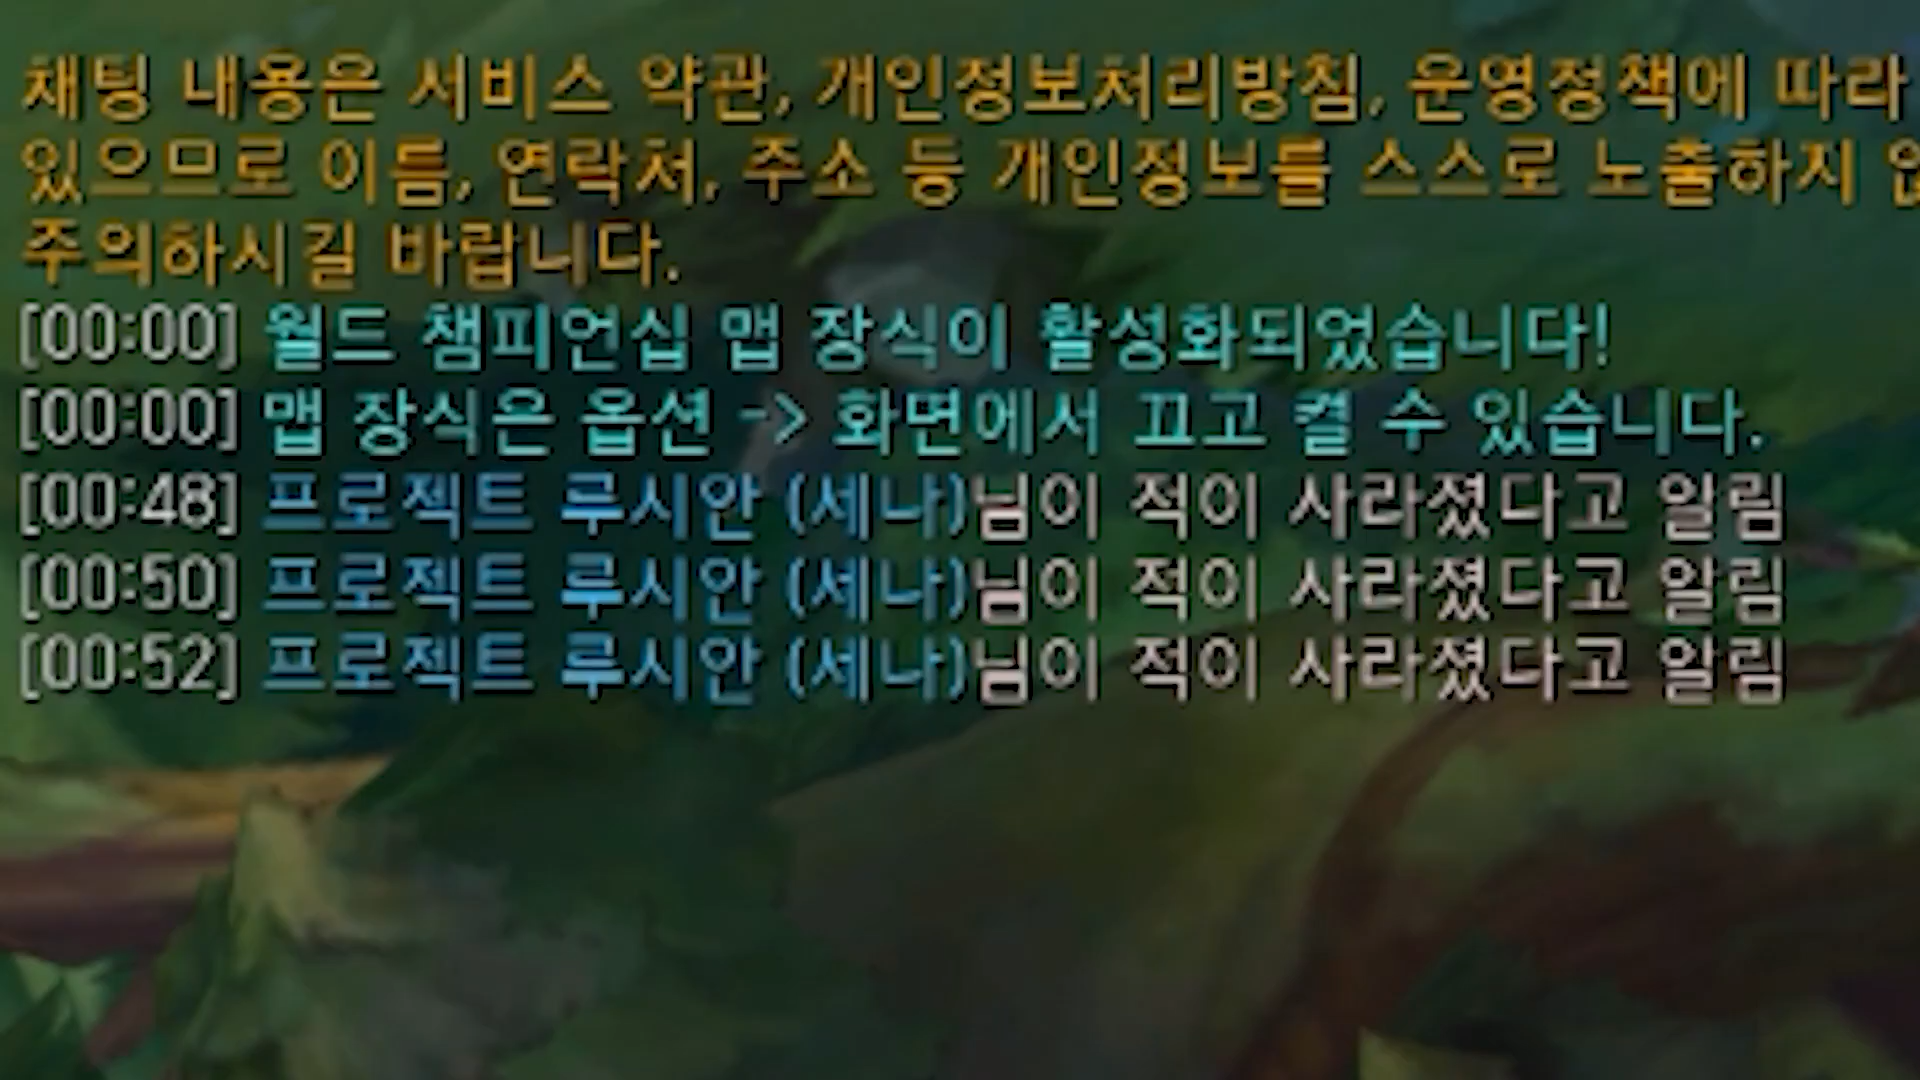 채팅 내용은 서비스 약관, 개인정보처리방침, 운영정책에 따라
있으므로 이름, 연락처, 주소 등 개인정보를 스스로 노출하지
주의하시길 바랍니다.
[00:00] 월드 챔피언십 맵 장식이 활성화되었습니다!
[00:00] 맵 장식은 옵션 -> 화면에서 끄고 켤 수 있습니다.
[00:48] 프로젝트 루시안 (세나)님이 적이 사라졌다고 알림
[00:50] 프로젝트 루시안 (세나)님이 적이 사라졌다고 알림
[00:52] 프로젝트 루시안 (세나)님이 적이 사라졌다고 알림